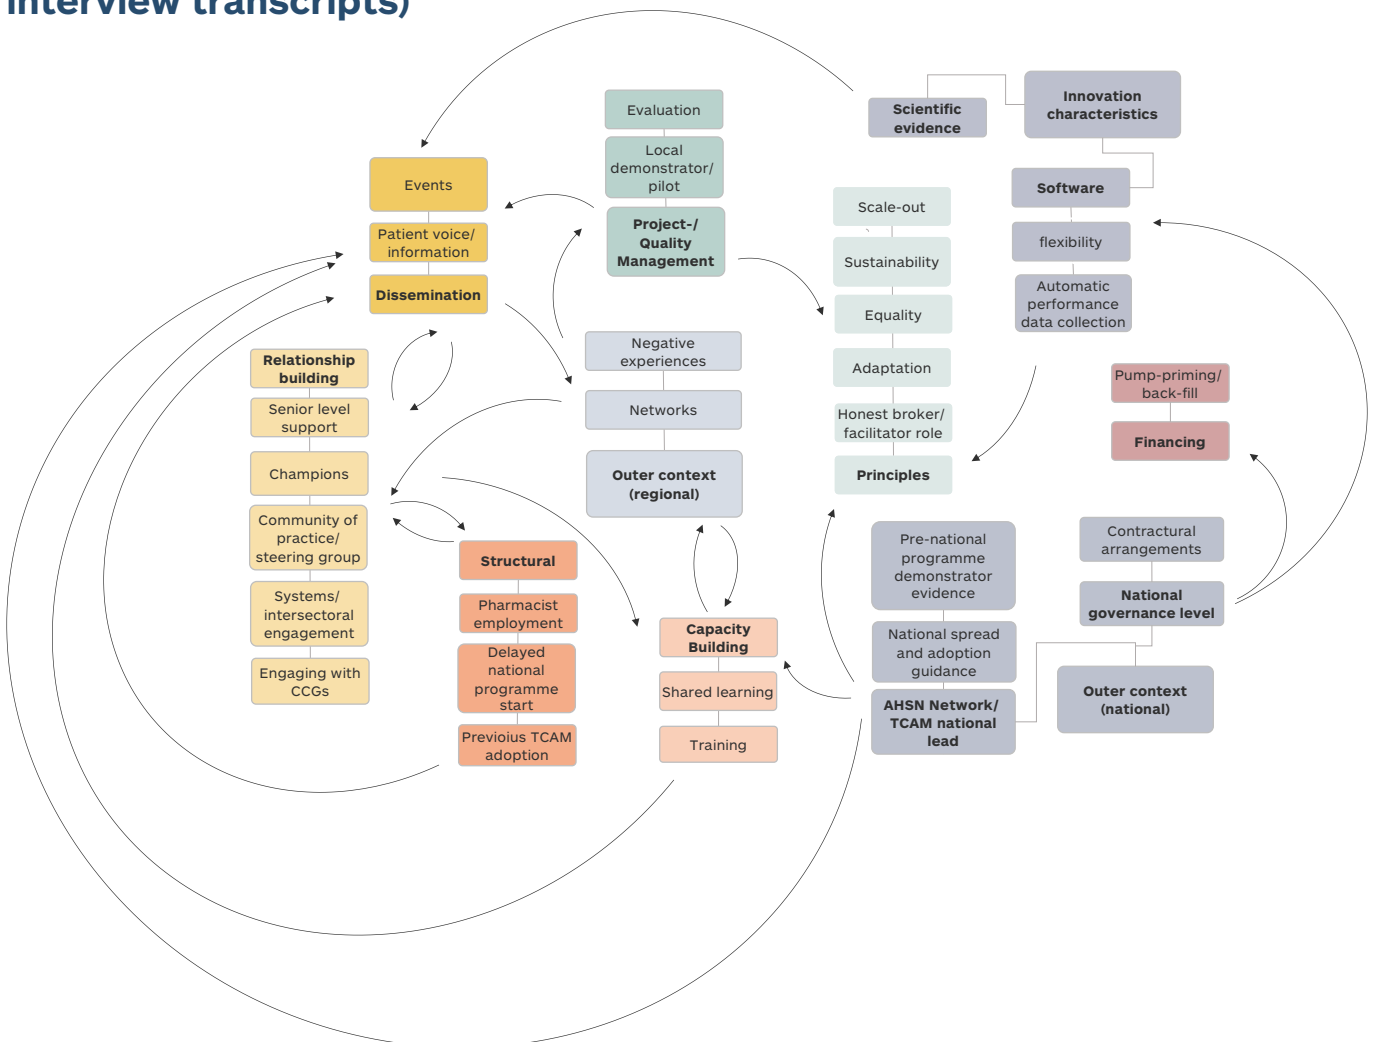 interview transcripts)
Events
Patient voice/
information
Dissemination
Relationship
building
Senior level
support
Champions
Community of
practice/
steering group
Systems/
intersectoral
engagement
Engaging with
CCGs
Evaluation
Local
demonstrator/
pilot
Project-/
Quality
Management
Negative
experiences
Networks
Outer context
(regional)
Structural
Pharmacist
employment
Delayed
national
programme
start
Previoius TCAM
adoption
Capacity
Building
Shared learning
Training
Scientific
evidence
Innovation
characteristics
Software
flexibility
Automatic
performance
data collection
Scale-out
Sustainability
Equality
Adaptation
Honest broker/
facilitator role
Principles
Pump-priming/
back-fill
Financing
Pre-national
programme
demonstrator
evidence
National spread
and adoption
guidance
AHSN Network/
TCAM national
lead
Contractural
arrangements
National
governance level
Outer context
(national)